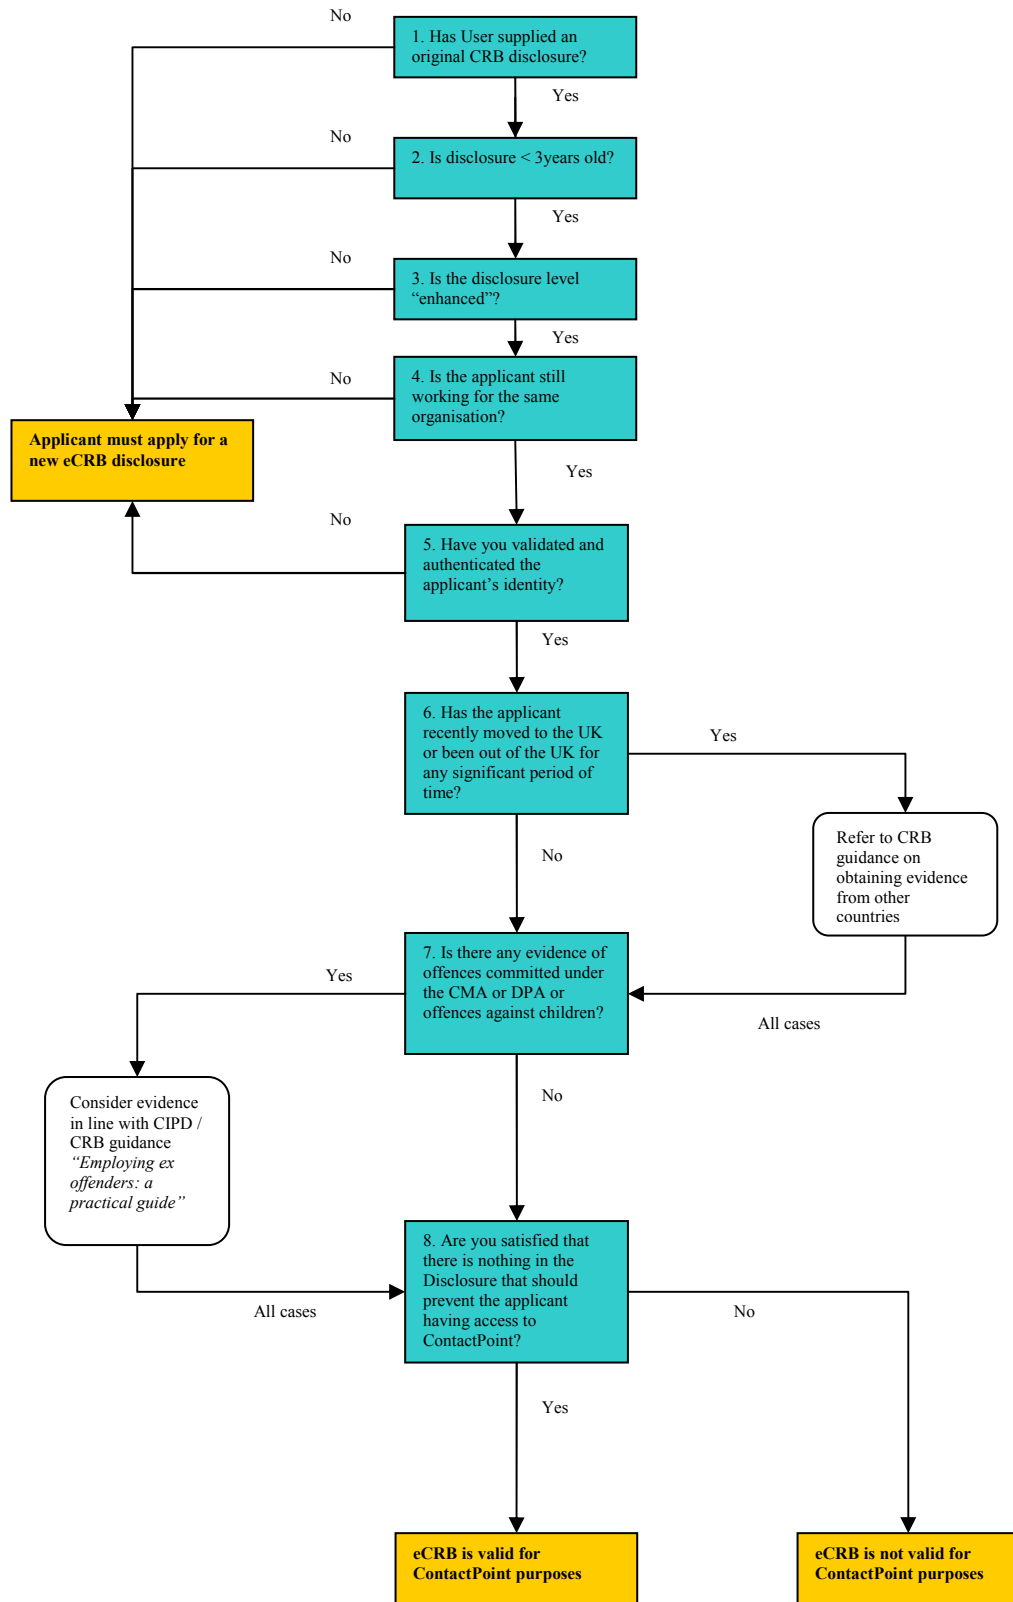 No
1. Has User supplied an
original CRB disclosure?
Yes
No
2. Is disclosure < 3years old?
Yes
No
3. Is the disclosure level
“enhanced”?
Yes
No
4. Is the applicant still
working for the same
organisation?
Applicant must apply for a
new eCRB disclosure
Yes
No
5. Have you validated and
authenticated the
applicant’s identity?
Yes
6. Has the applicant
recently moved to the UK
or been out of the UK for
any significant period of
time?
Yes
Refer to CRB
guidance on
obtaining evidence
from other
countries
No
7. Is there any evidence of
offences committed under
the CMA or DPA or
offences against children?
Yes
All cases
Consider evidence
in line with CIPD /
CRB guidance
“Employing ex
offenders: a
practical guide”
No
8. Are you satisfied that
there is nothing in the
Disclosure that should
prevent the applicant
having access to
ContactPoint?
All cases
No
Yes
eCRB is valid for
ContactPoint purposes
eCRB is not valid for
ContactPoint purposes